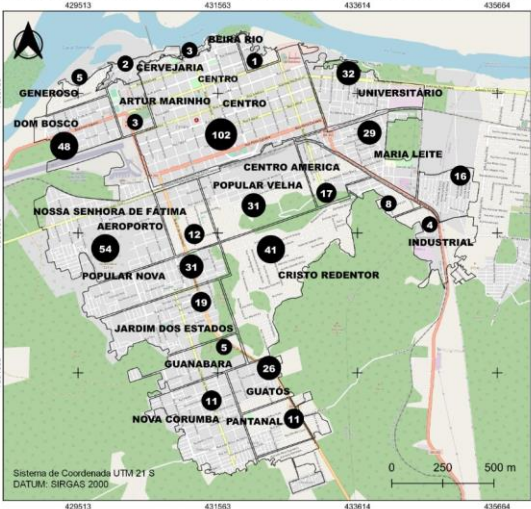 429513 431563 433614 435664
BEIRA RIO
3
2
CERVEJARIA
1
5
CENTRO
32
GENEROSO
UNIVERSITÁRIO
ARTUR MARINHO
CENTRO
DOM BOSCO
3
102
29
48
MARIA LEITE
CENTRO AMERICA
16
POPULAR VELHA
17
31
8
NOSSA SENHORA DE FÁTIMA
4
AEROPORTO
12
INDUSTRIAL
54
41
31
POPULAR NOVA
CRISTO REDENTOR
19
JARDIM DOS ESTADOS
5
GUANABARA
26
GUATÓS
11
NOVA CORUMBA
PANTANAL
11
Sistema de Coordenada UTM 21 S
DATUM: SIRGAS 2000
0 250 500 m
429513 431563 433614 435664